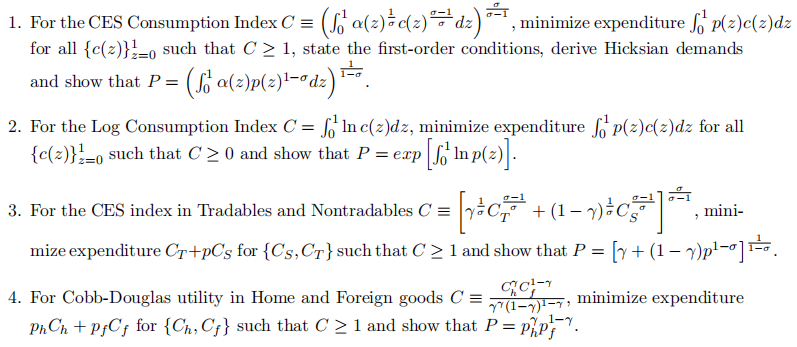 1. For the CES Consumption Index $C \equiv \left( \int_0^1 \alpha(z)^{\frac{1}{\sigma}} c(z)^{\frac{\sigma-1}{\sigma}} dz \right)^{\frac{\sigma}{\sigma-1}}$, minimize expenditure $\int_0^1 p(z)c(z)dz$
for all $\{c(z)\}_{z=0}^1$ such that $C \geq 1$, state the first-order conditions, derive Hicksian demands
and show that $P = \left( \int_0^1 \alpha(z)p(z)^{1-\sigma} dz \right)^{\frac{1}{1-\sigma}}$.
2. For the Log Consumption Index $C = \int_0^1 \ln c(z)dz$, minimize expenditure $\int_0^1 p(z)c(z)dz$ for all
$\{c(z)\}_{z=0}^1$ such that $C \geq 0$ and show that $P = exp\left[ \int_0^1 \ln p(z) \right]$.
3. For the CES index in Tradables and Nontradables $C \equiv \left[ \gamma^{\frac{1}{\sigma}} C_T^{\frac{\sigma-1}{\sigma}} + (1-\gamma)^{\frac{1}{\sigma}} C_S^{\frac{\sigma-1}{\sigma}} \right]^{\frac{\sigma}{\sigma-1}}$, mini-
mize expenditure $C_T + pC_S$ for $\{C_S, C_T\}$ such that $C \geq 1$ and show that $P = \left[ \gamma + (1-\gamma)p^{1-\sigma} \right]^{\frac{1}{1-\sigma}}$.
4. For Cobb-Douglas utility in Home and Foreign goods $C \equiv \frac{C_h^{\gamma} C_f^{1-\gamma}}{\gamma^{\gamma}(1-\gamma)^{1-\gamma}}$, minimize expenditure
$p_h C_h + p_f C_f$ for $\{C_h, C_f\}$ such that $C \geq 1$ and show that $P = p_h^{\gamma} p_f^{1-\gamma}$.